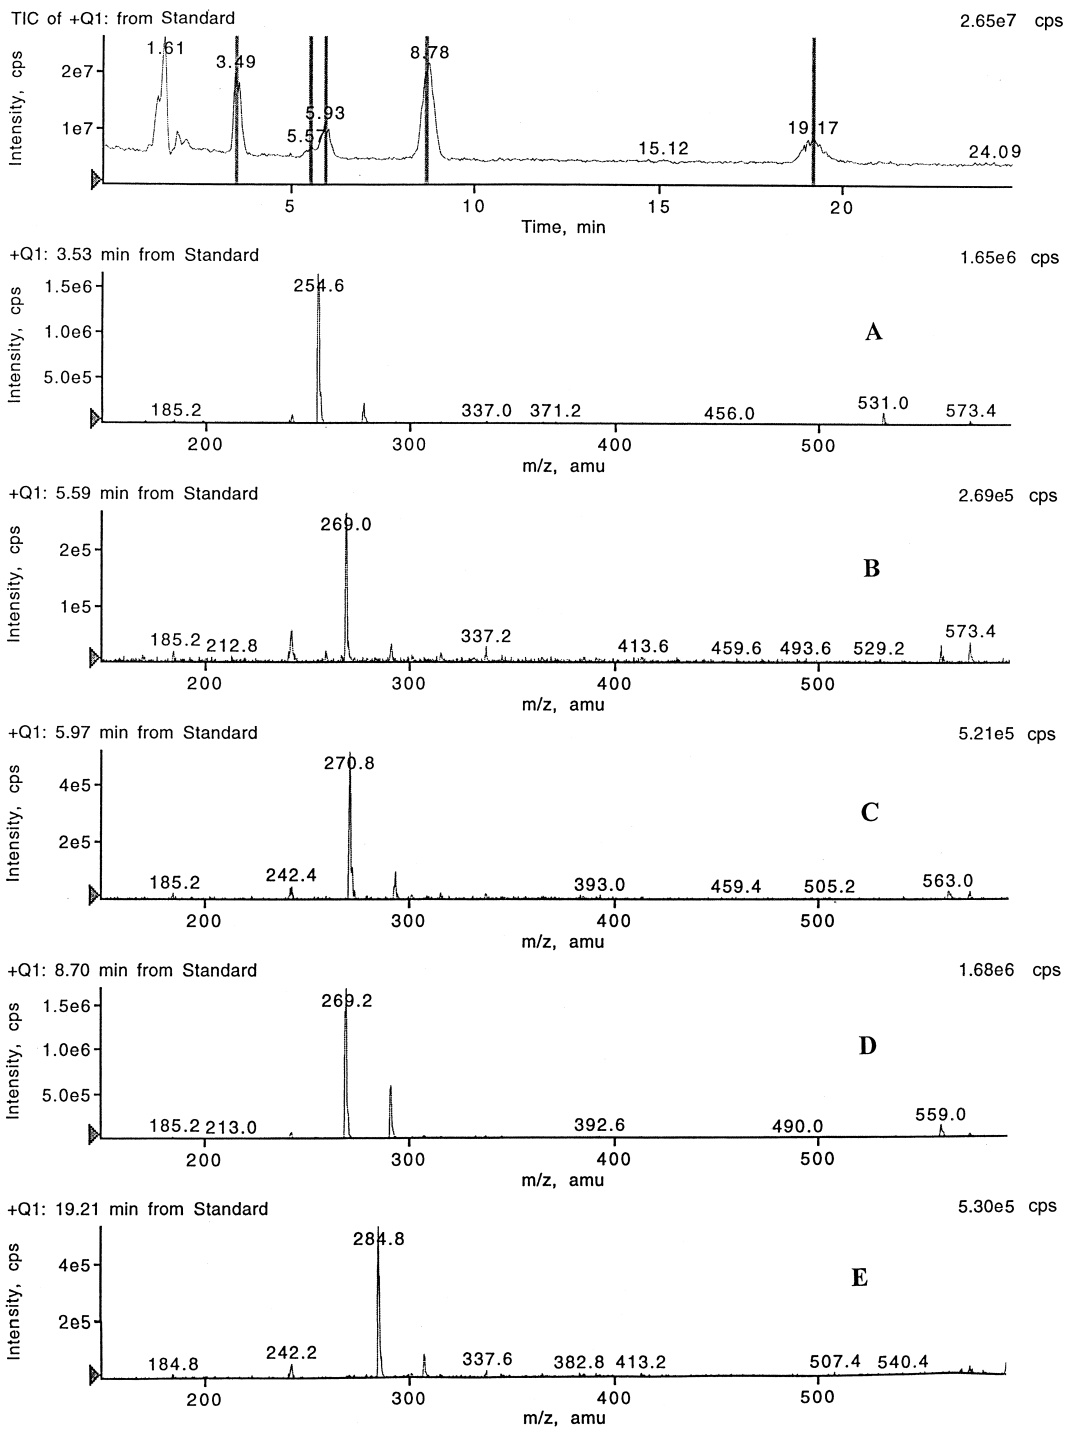 TIC of +Q1: from Standard 2.65e7 cps
1.61
3.49
8.78
2e7
5.93
1e7
5.57
19.17
15.12
24.09
Intensity, cps
5 10 15 20
Time, min
+Q1: 3.53 min from Standard 1.65e6 cps
1.5e6
254.6
1.0e6
A
5.0e5
185.2 337.0 371.2 456.0 531.0 573.4
Intensity, cps
200 300 400 500
m/z, amu
+Q1: 5.59 min from Standard 2.69e5 cps
269.0
2e5
B
1e5
185.2 212.8 337.2 413.6 459.6 493.6 529.2 573.4
Intensity, cps
200 300 400 500
m/z, amu
+Q1: 5.97 min from Standard 5.21e5 cps
270.8
4e5
C
2e5
185.2 242.4 393.0 459.4 505.2 563.0
Intensity, cps
200 300 400 500
m/z, amu
+Q1: 8.70 min from Standard 1.68e6 cps
1.5e6
269.2
1.0e6
D
5.0e5
185.2 213.0 392.6 490.0 559.0
Intensity, cps
200 300 400 500
m/z, amu
+Q1: 19.21 min from Standard 5.30e5 cps
284.8
4e5
E
2e5
184.8 242.2 337.6 382.8 413.2 507.4 540.4
Intensity, cps
200 300 400 500
m/z, amu